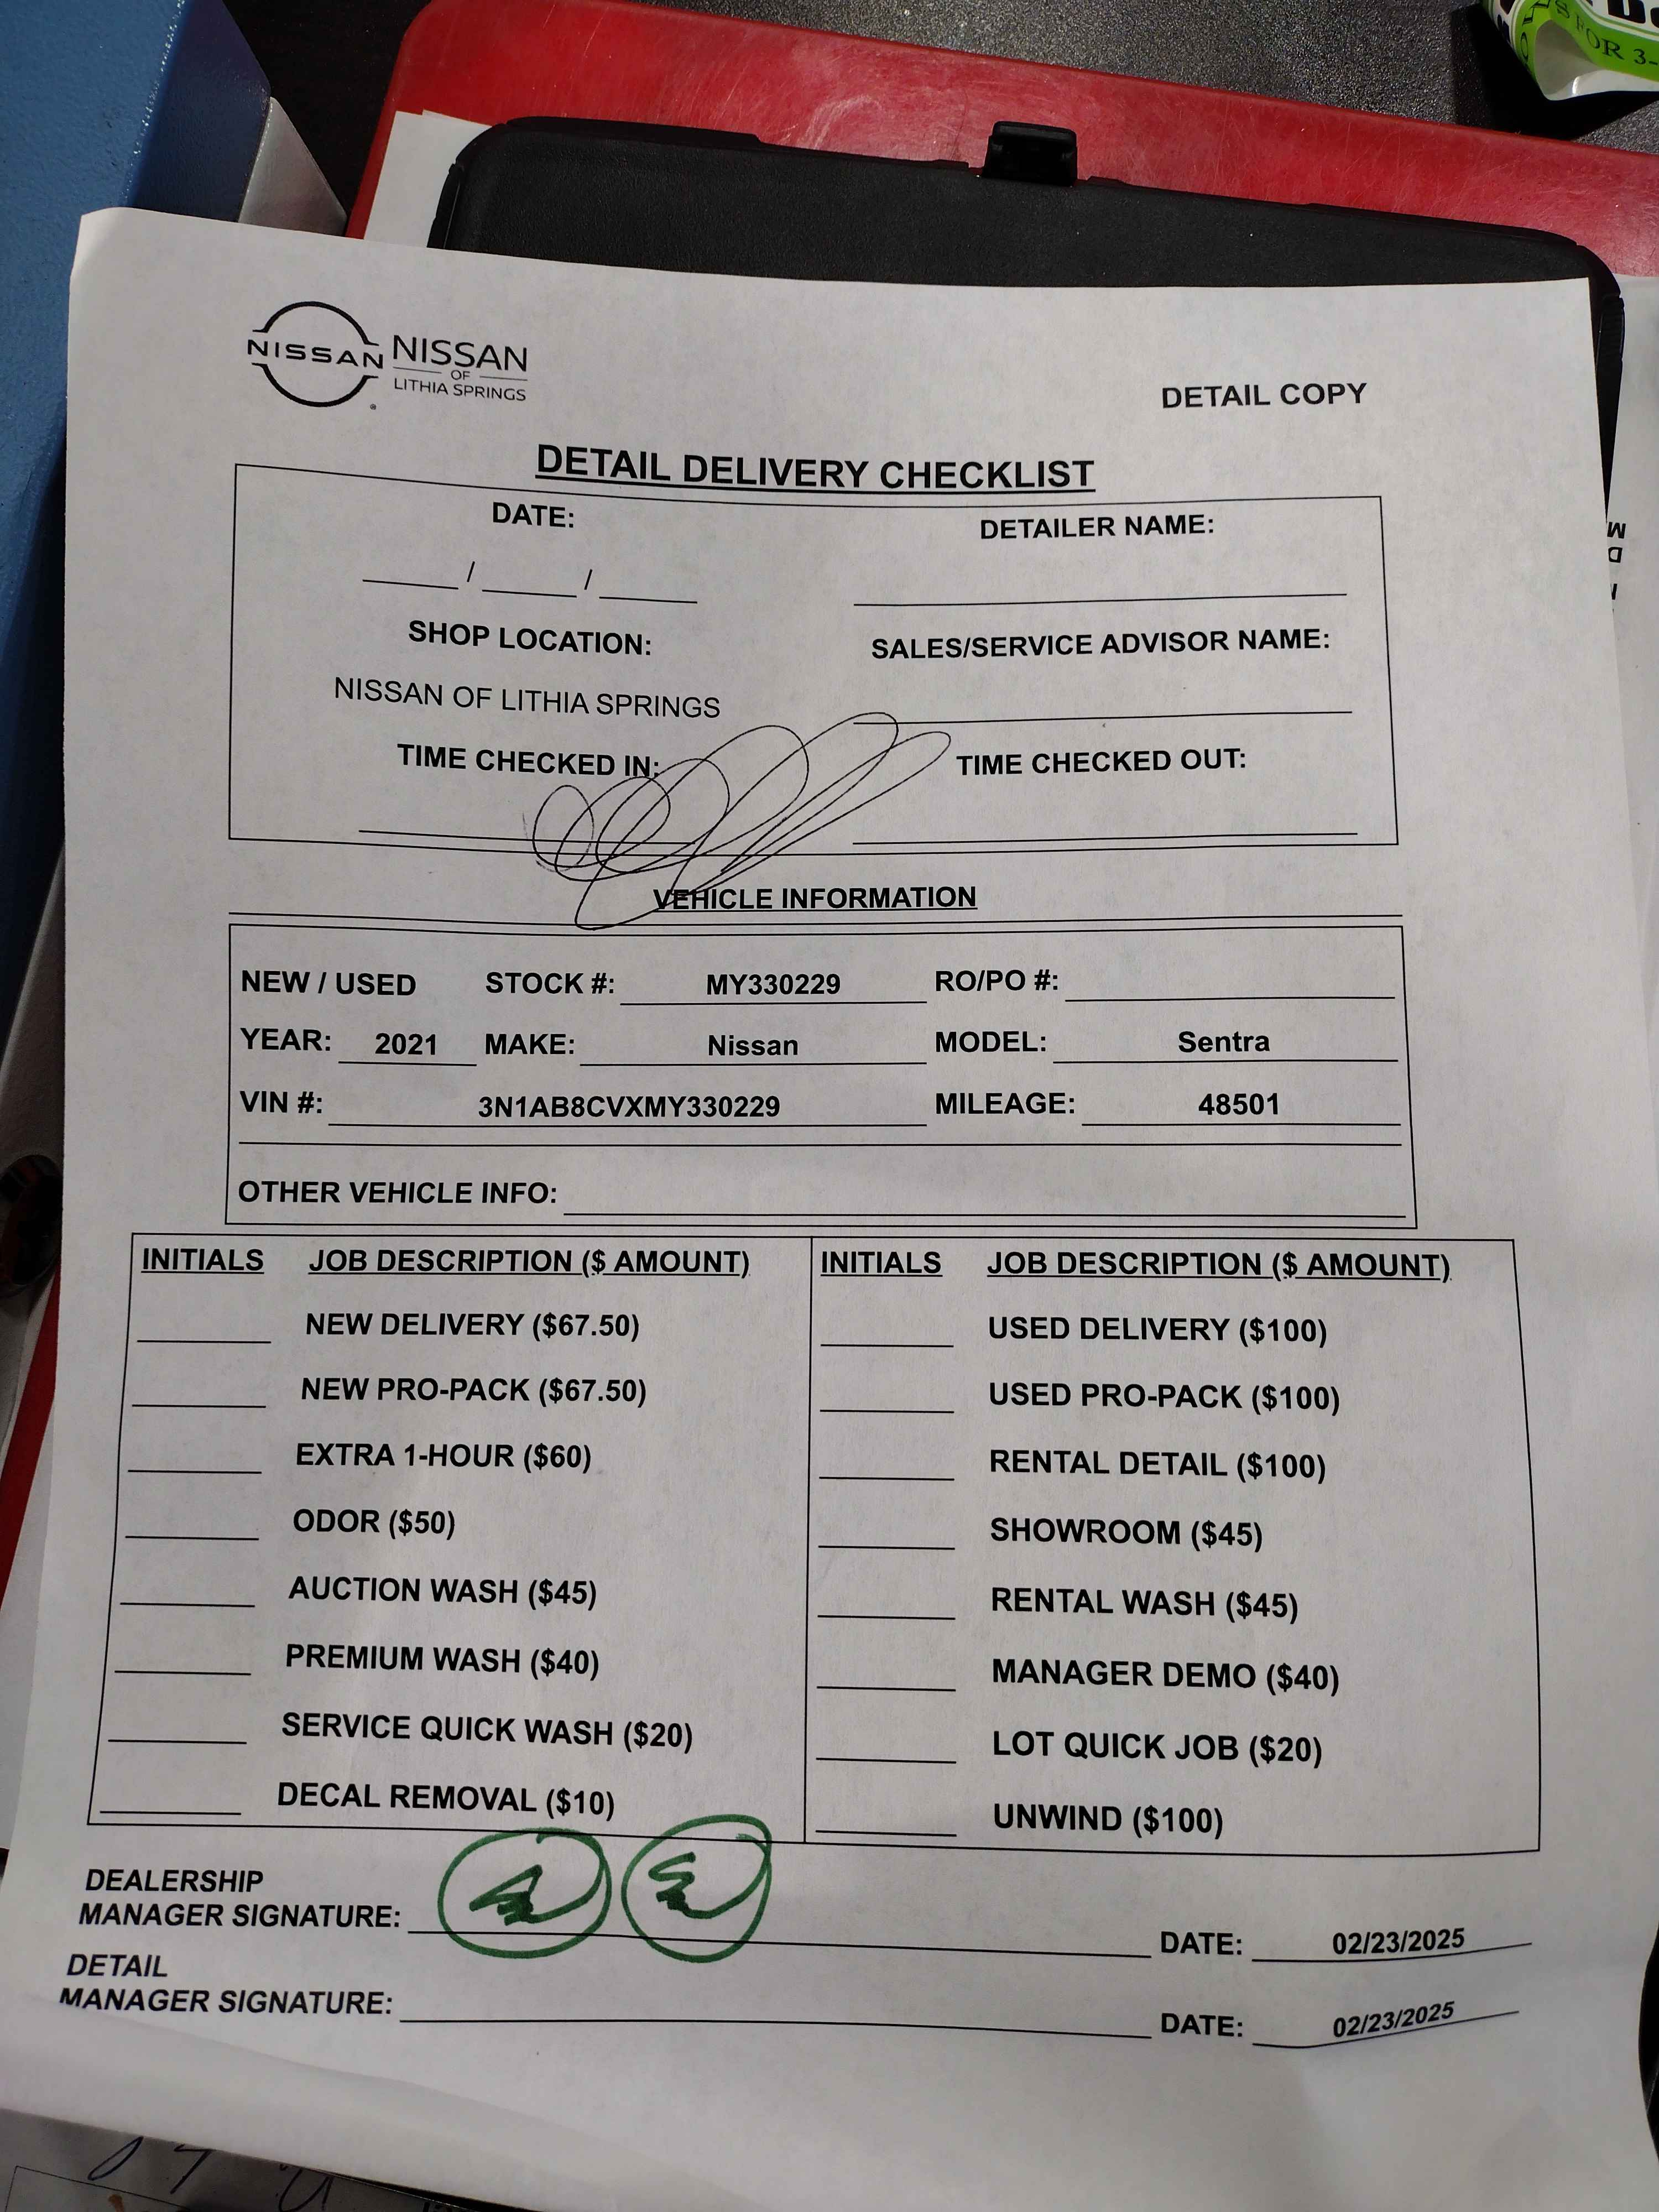 NISSAN
NISSAN
OF
LITHIA SPRINGS
DETAIL COPY
DETAIL DELIVERY CHECKLIST
DATE:
DETAILER NAME:
____ / ____ / ____
SHOP LOCATION:
SALES/SERVICE ADVISOR NAME:
NISSAN OF LITHIA SPRINGS
TIME CHECKED IN:
TIME CHECKED OUT:
VEHICLE INFORMATION
NEW / USED STOCK #: MY330229 RO/PO #:
YEAR: 2021 MAKE: Nissan MODEL: Sentra
VIN #: 3N1AB8CVXMY330229 MILEAGE: 48501
OTHER VEHICLE INFO:
INITIALS JOB DESCRIPTION ($ AMOUNT)
NEW DELIVERY ($67.50)
NEW PRO-PACK ($67.50)
EXTRA 1-HOUR ($60)
ODOR ($50)
AUCTION WASH ($45)
PREMIUM WASH ($40)
SERVICE QUICK WASH ($20)
DECAL REMOVAL ($10)
INITIALS JOB DESCRIPTION ($ AMOUNT)
USED DELIVERY ($100)
USED PRO-PACK ($100)
RENTAL DETAIL ($100)
SHOWROOM ($45)
RENTAL WASH ($45)
MANAGER DEMO ($40)
LOT QUICK JOB ($20)
UNWIND ($100)
DEALERSHIP
MANAGER SIGNATURE: DATE: 02/23/2025
DETAIL
MANAGER SIGNATURE: DATE: 02/23/2025